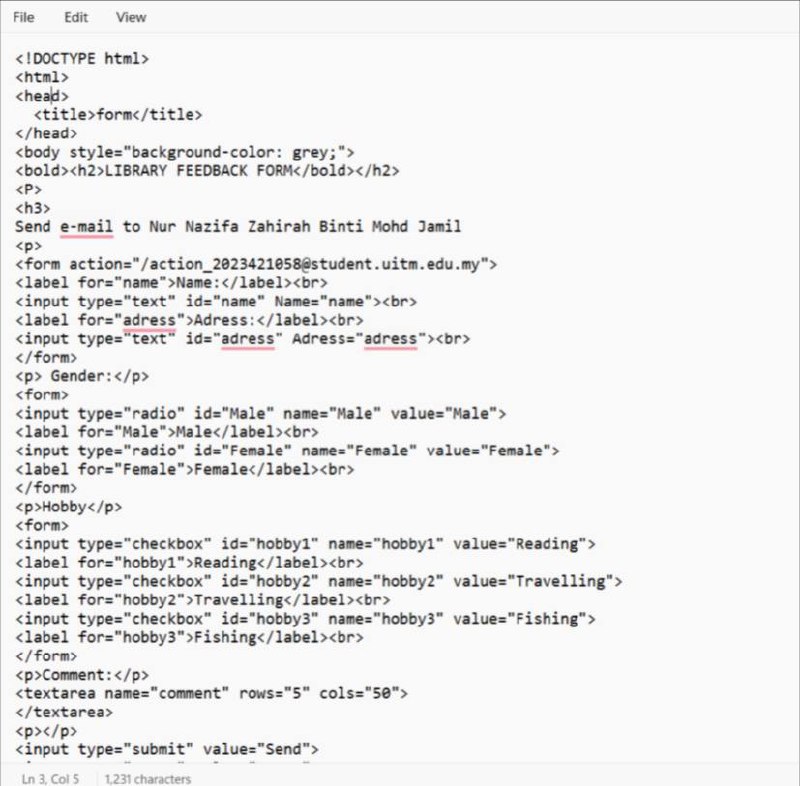 File Edit View
<!DOCTYPE html>
<html>
<head>
  <title>form</title>
</head>
<body style="background-color: grey;">
<bold><h2>LIBRARY FEEDBACK FORM</bold></h2>
<P>
<h3>
Send e-mail to Nur Nazifa Zahirah Binti Mohd Jamil
<p>
<form action="/action_2023421058@student.uitm.edu.my">
<label for="name">Name:</label><br>
<input type="text" id="name" Name="name"><br>
<label for="adress">Adress:</label><br>
<input type="text" id="adress" Adress="adress"><br>
</form>
<p> Gender:</p>
<form>
<input type="radio" id="Male" name="Male" value="Male">
<label for="Male">Male</label><br>
<input type="radio" id="Female" name="Female" value="Female">
<label for="Female">Female</label><br>
</form>
<p>Hobby</p>
<form>
<input type="checkbox" id="hobby1" name="hobby1" value="Reading">
<label for="hobby1">Reading</label><br>
<input type="checkbox" id="hobby2" name="hobby2" value="Travelling">
<label for="hobby2">Travelling</label><br>
<input type="checkbox" id="hobby3" name="hobby3" value="Fishing">
<label for="hobby3">Fishing</label><br>
</form>
<p>Comment:</p>
<textarea name="comment" rows="5" cols="50">
</textarea>
<p></p>
<input type="submit" value="Send">
Ln 3, Col 5 1,231 characters